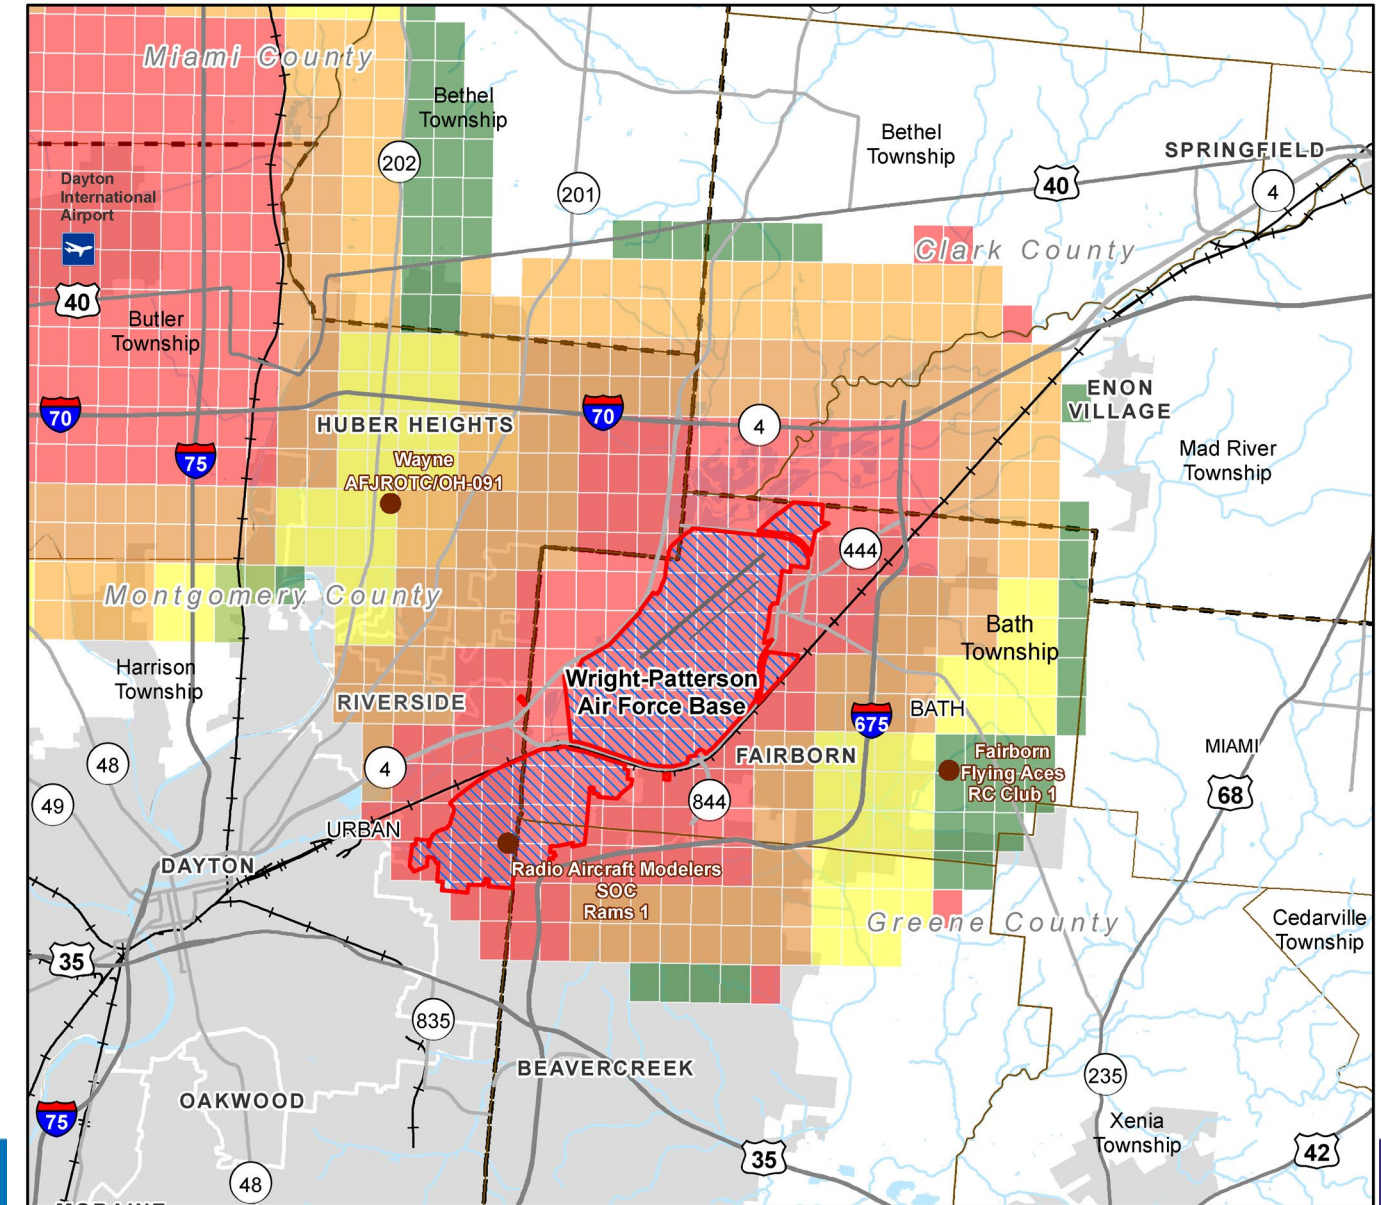 Miami County
Bethel
Township
Bethel
Township
SPRINGFIELD
202
201
40
4
Dayton
International
Airport
Clark County
40
Butler
Township
ENON
VILLAGE
70
70
4
HUBER HEIGHTS
75
Mad River
Township
Wayne
AFJROTC/OH-091
444
Montgomery County
Bath
Township
Harrison
Township
Wright-Patterson
Air Force Base
RIVERSIDE
BATH
675
MIAMI
FAIRBORN
48
4
Fairborn
Flying Aces
RC Club 1
68
49
844
URBAN
DAYTON
Radio Aircraft Modelers
SOC
Rams 1
Greene County
Cedarville
Township
35
835
BEAVERCREEK
235
OAKWOOD
75
Xenia
Township
35
42
48
MORAINE